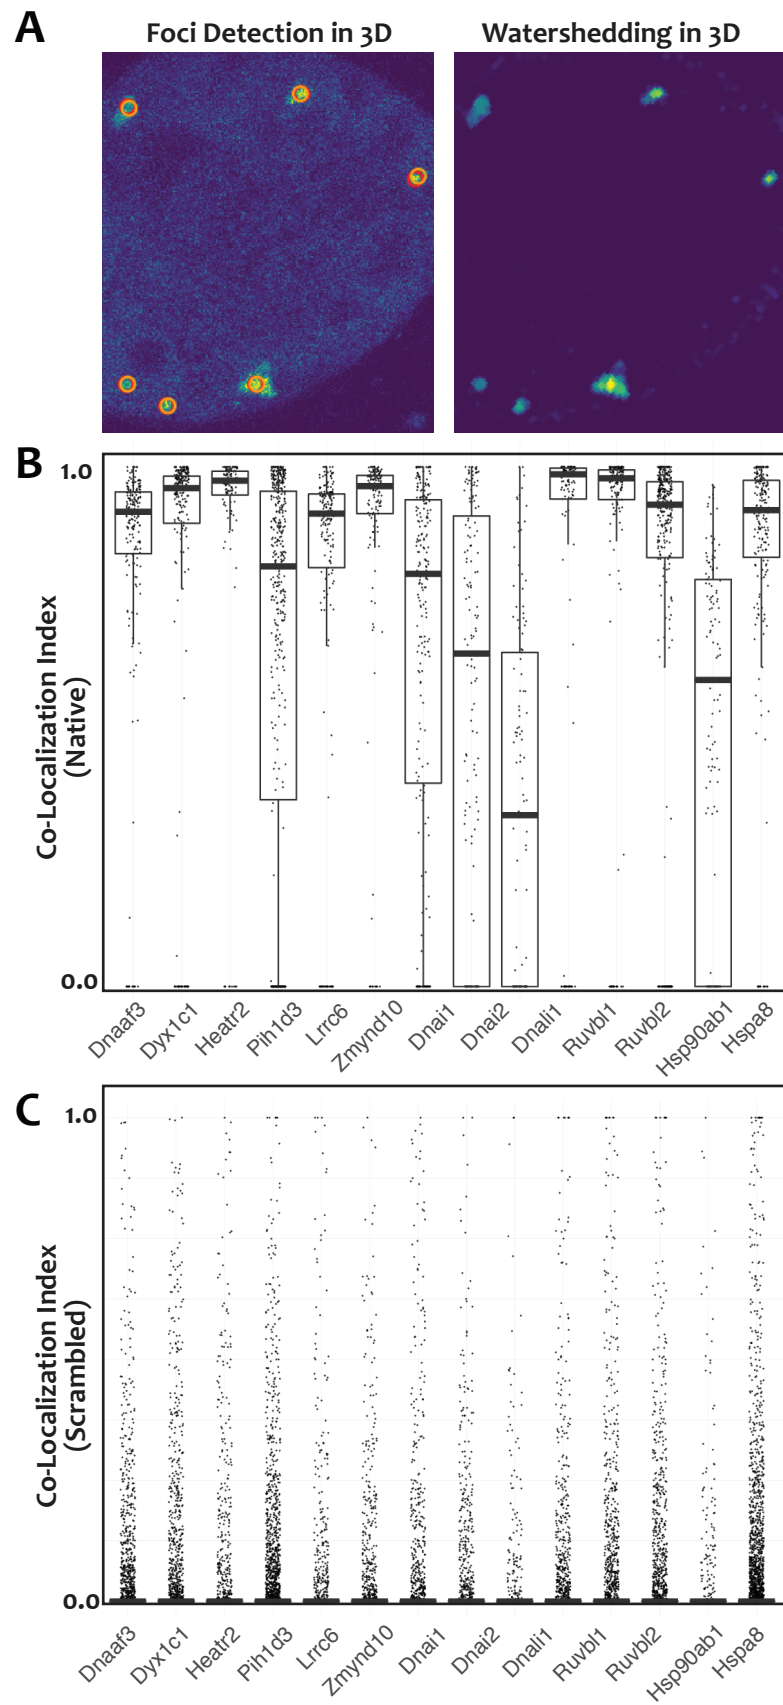 A
Foci Detection in 3D
Watershedding in 3D
B
1.0
Co-Localization Index
(Native)
0.0
Dnaaf3
Dyx1c1
Heatr2
Pih1d3
Lrrc6
Zmynd10
Dnai1
Dnai2
Dnali1
Ruvbl1
Ruvbl2
Hsp90ab1
Hspa8
C
1.0
Co-Localization Index
(Scrambled)
0.0
Dnaaf3
Dyx1c1
Heatr2
Pih1d3
Lrrc6
Zmynd10
Dnai1
Dnai2
Dnali1
Ruvbl1
Ruvbl2
Hsp90ab1
Hspa8